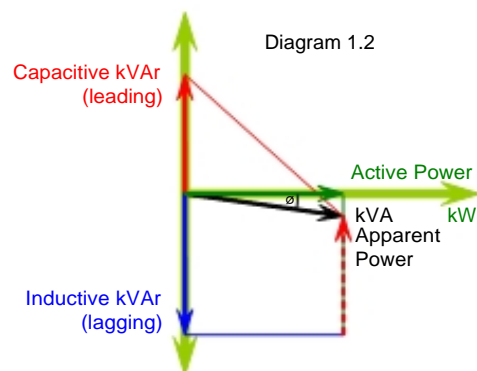 Diagram 1.2
Capacitive kVAr
(leading)
Active Power
ø
kVA
kW
Apparent
Power
Inductive kVAr
(lagging)